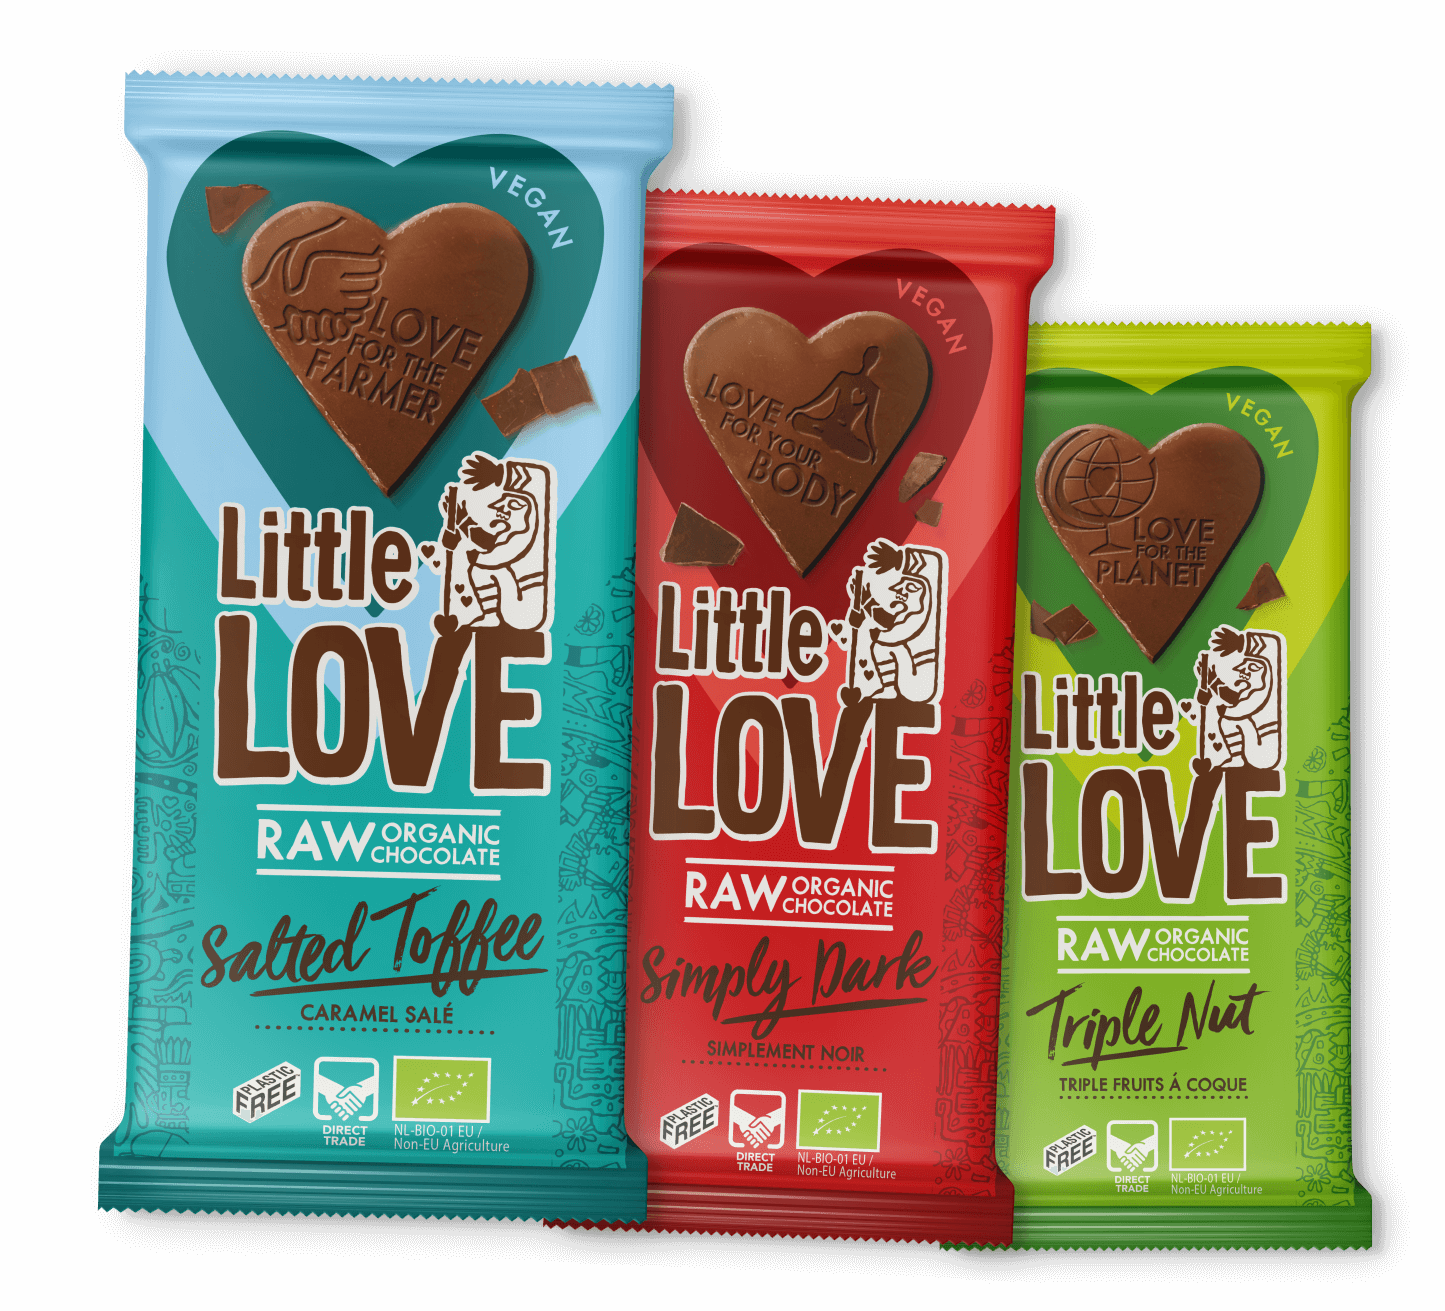 VEGAN
LOVE
FOR THE
FARMER
Little
LOVE
RAW ORGANIC
CHOCOLATE
Salted Toffee
CARAMEL SALÉ
PLASTIC
FREE
DIRECT
TRADE
NL-BIO-01 EU /
Non-EU Agriculture
VEGAN
LOVE
FOR YOUR
BODY
Little
LOVE
RAW ORGANIC
CHOCOLATE
Simply Dark
SIMPLEMENT NOIR
PLASTIC
FREE
DIRECT
TRADE
NL-BIO-01 EU /
Non-EU Agriculture
VEGAN
LOVE
FOR THE
PLANET
Little
LOVE
RAW ORGANIC
CHOCOLATE
Triple Nut
TRIPLE FRUITS Á COQUE
PLASTIC
FREE
DIRECT
TRADE
NL-BIO-01 EU /
Non-EU Agriculture